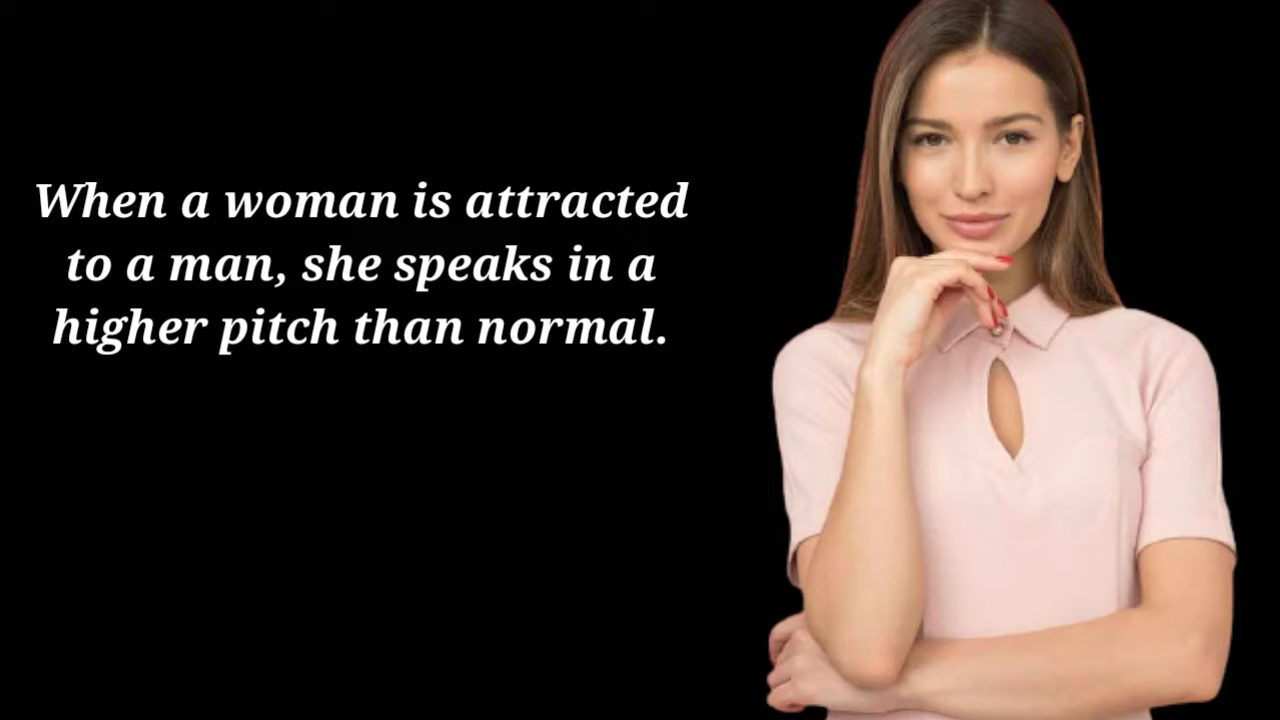 When a woman is attracted
to a man, she speaks in a
higher pitch than normal.